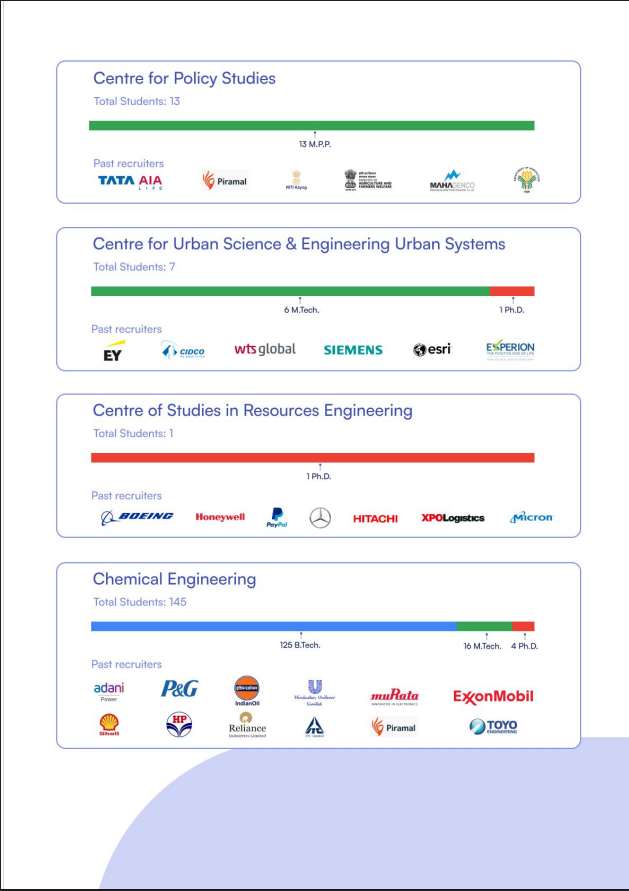 Centre for Policy Studies
Total Students: 13
13 M.P.P.
Past recruiters
TATA AIA
LIFE
Piramal
NITI Aayog
MINISTRY OF
AGRICULTURE AND
FARMERS WELFARE
MAHAGENCO
Centre for Urban Science & Engineering Urban Systems
Total Students: 7
6 M.Tech.
1 Ph.D.
Past recruiters
EY
CIDCO
wts global
SIEMENS
esri
EXPERION
THE POSITIVE SIDE OF LIFE
Centre of Studies in Resources Engineering
Total Students: 1
1 Ph.D.
Past recruiters
BOEING
Honeywell
PayPal
HITACHI
XPOLogistics
Micron
Chemical Engineering
Total Students: 145
125 B.Tech.
16 M.Tech.
4 Ph.D.
Past recruiters
adani
Power
P&G
इंडियनऑयल
IndianOil
Hindustan Unilever
Limited
muRata
INNOVATOR IN ELECTRONICS
ExxonMobil
Shell
HP
Reliance
Industries Limited
ITC Limited
Piramal
TOYO
ENGINEERING